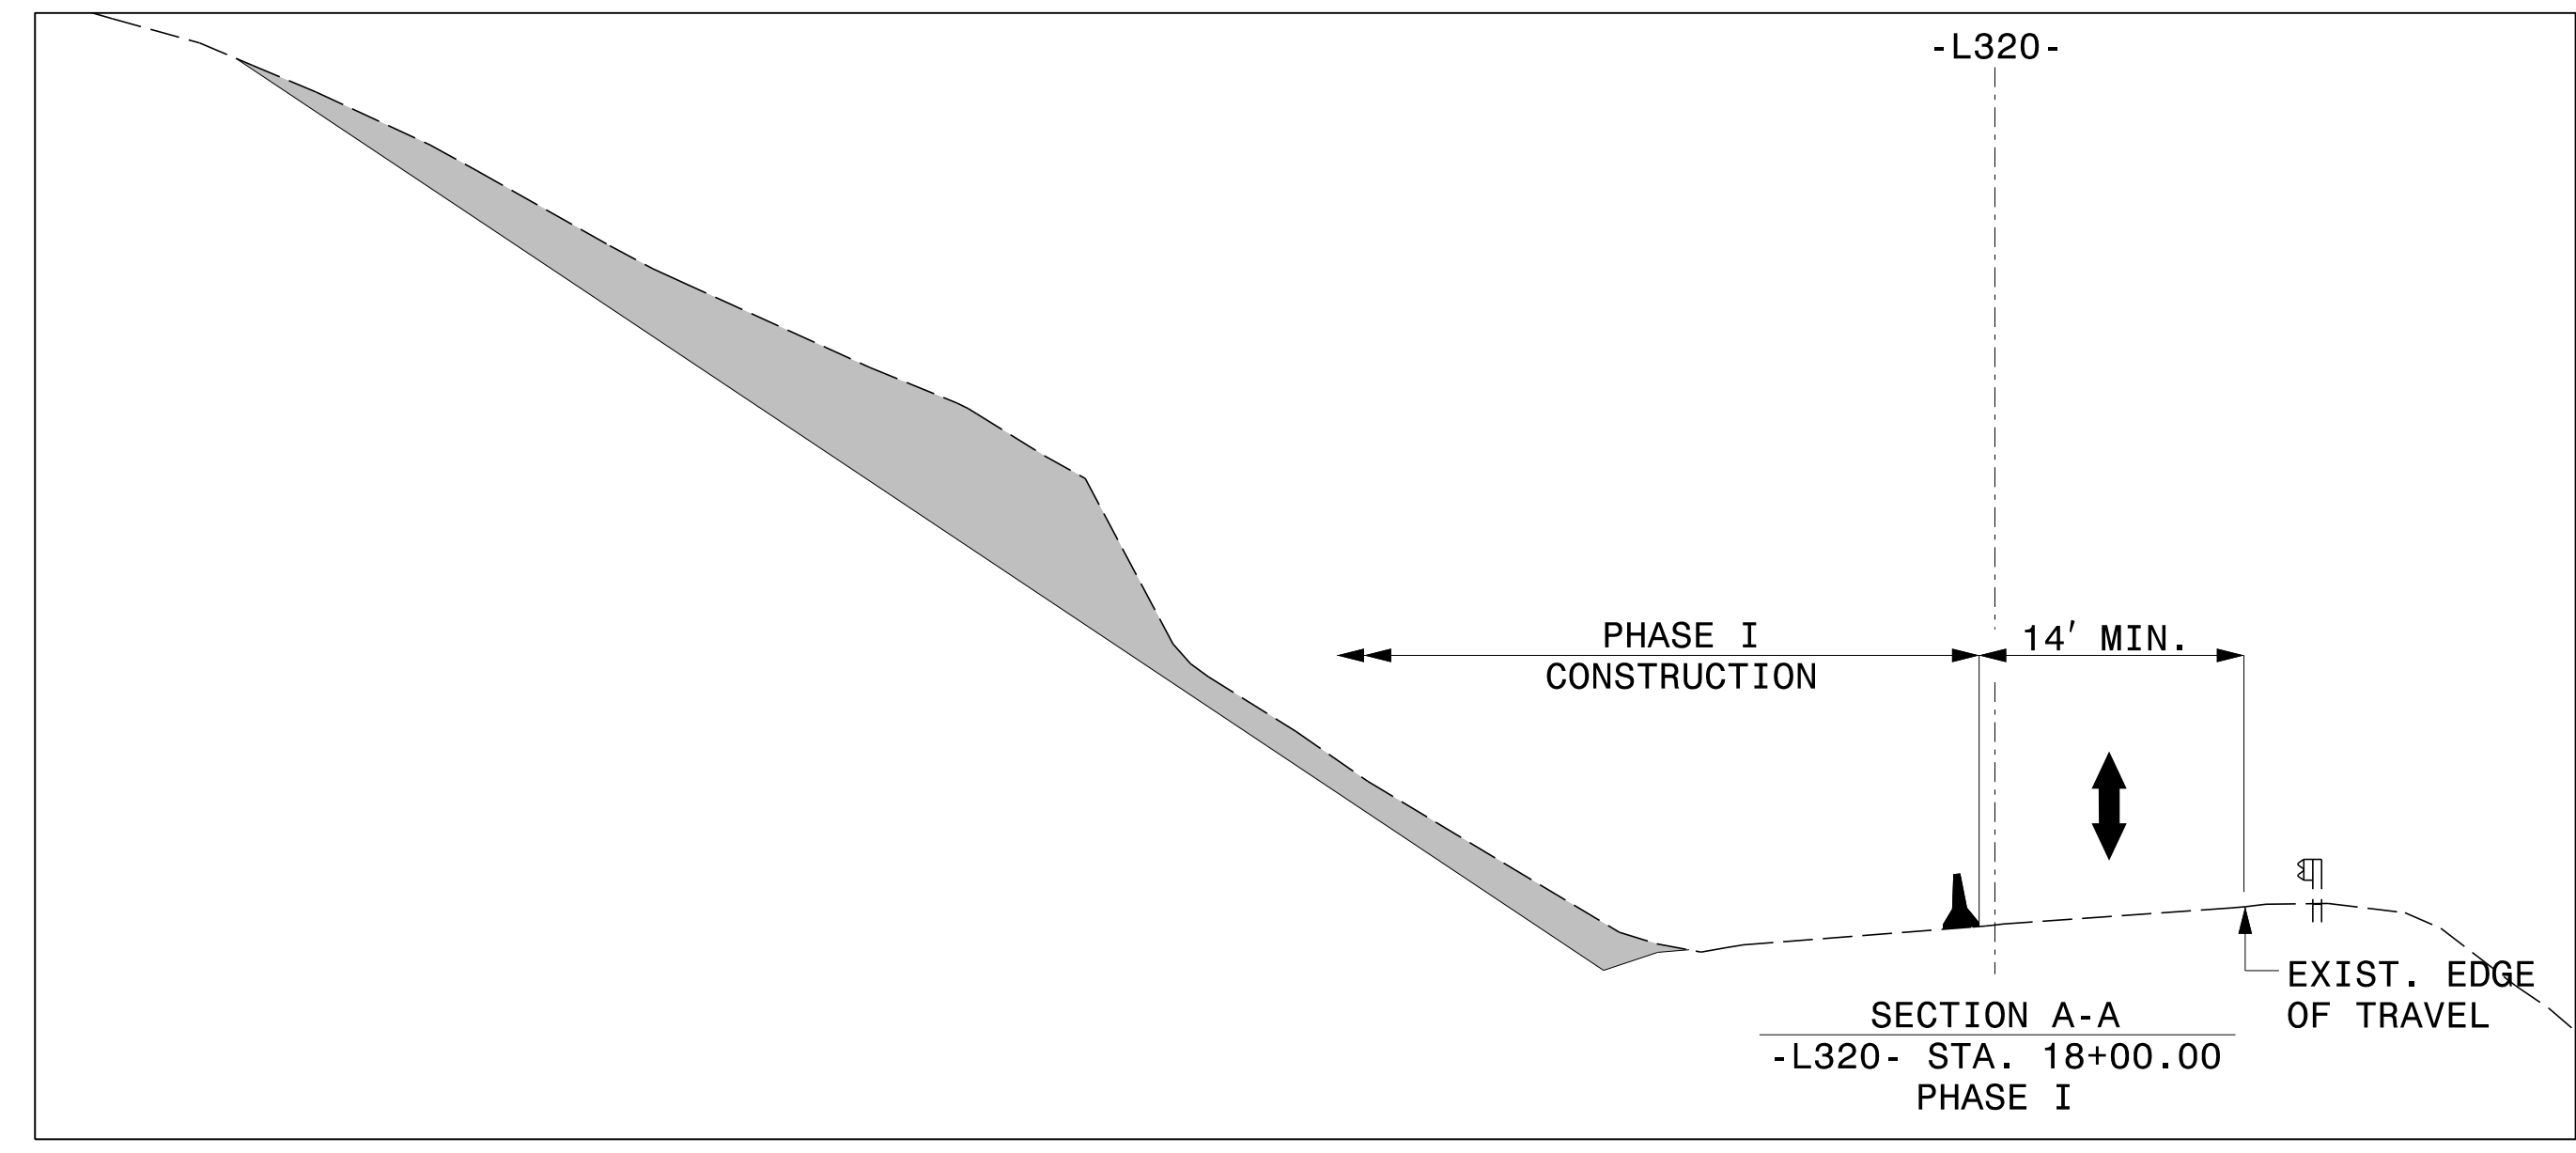 -L320-
PHASE I
CONSTRUCTION
14' MIN.
EXIST. EDGE
OF TRAVEL
SECTION A-A
-L320- STA. 18+00.00
PHASE I